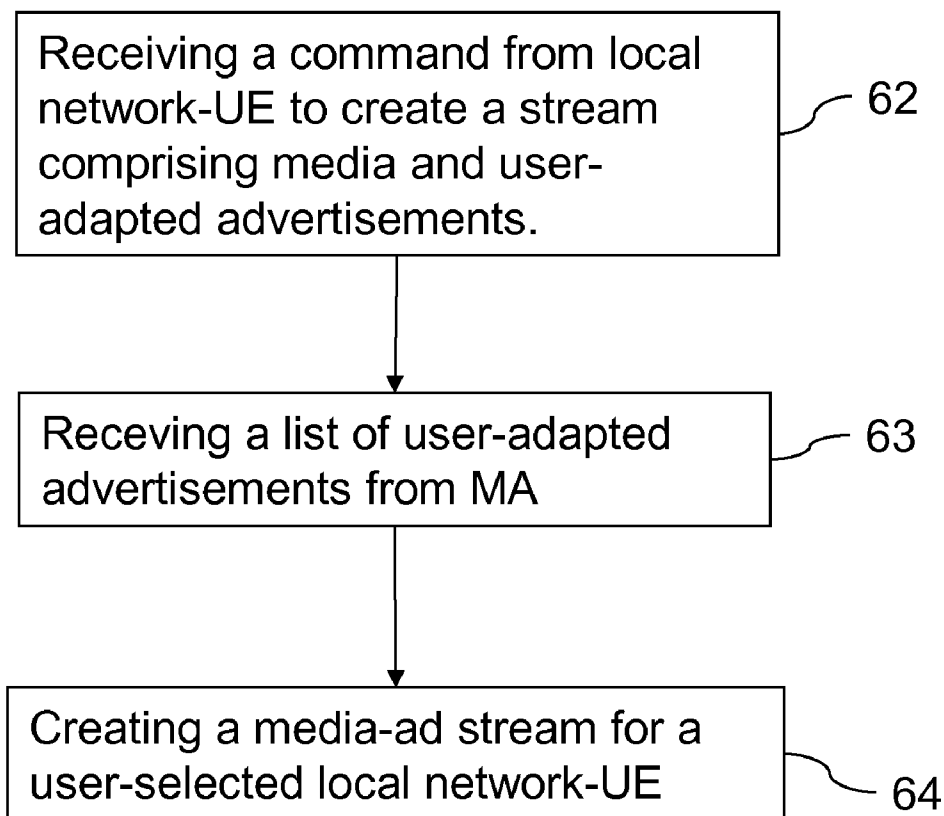 Receiving a command from local
network-UE to create a stream
comprising media and user-
adapted advertisements.
62
Receving a list of user-adapted
advertisements from MA
63
Creating a media-ad stream for a
user-selected local network-UE
64